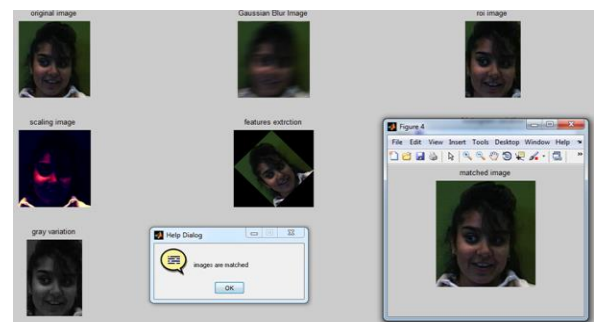 original image
Gaussian Blur Image
roi image
scaling image
features extrction
Figure 4
File Edit View Insert Tools Desktop Window Help
matched image
gray variation
Help Dialog
images are matched
OK